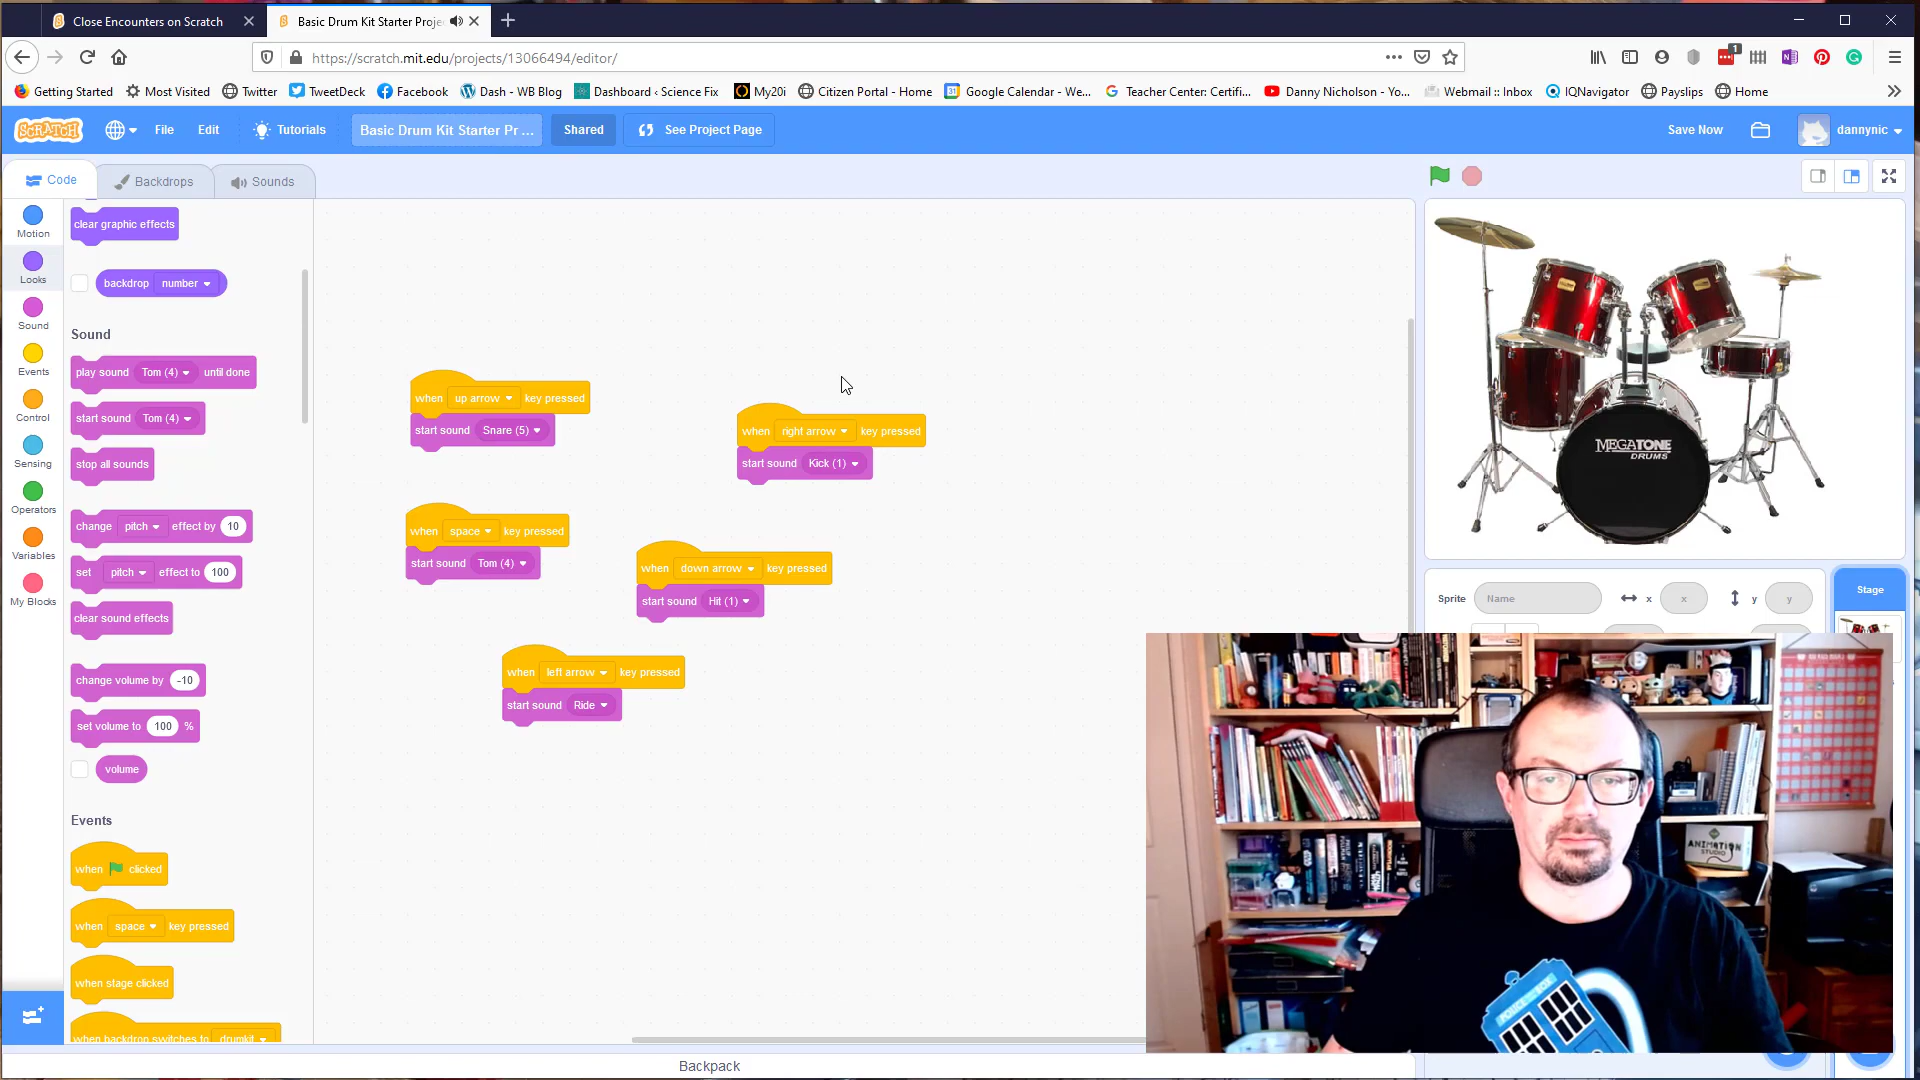 Close Encounters on Scratch
Basic Drum Kit Starter Proje
https://scratch.mit.edu/projects/13066494/editor/
1
Getting Started
Most Visited
Twitter
TweetDeck
Facebook
Dash - WB Blog
Dashboard ‹ Science Fix
My20i
Citizen Portal - Home
Google Calendar - We...
Teacher Center: Certifi...
Danny Nicholson - Yo...
Webmail :: Inbox
IQNavigator
Payslips
Home
SCRATCH
File
Edit
Tutorials
Basic Drum Kit Starter Pr ...
Shared
See Project Page
Save Now
dannynic
Code
Backdrops
Sounds
Motion
Looks
Sound
Events
Control
Sensing
Operators
Variables
My Blocks
clear graphic effects
backdrop number
Sound
play sound Tom (4) until done
start sound Tom (4)
stop all sounds
change pitch effect by 10
set pitch effect to 100
clear sound effects
change volume by -10
set volume to 100 %
volume
Events
when clicked
when space key pressed
when stage clicked
when backdrop switches to drumkit
when up arrow key pressed
start sound Snare (5)
when right arrow key pressed
start sound Kick (1)
when space key pressed
start sound Tom (4)
when down arrow key pressed
start sound Hit (1)
when left arrow key pressed
start sound Ride
MEGATONE
DRUMS
Sprite
Name
x
x
y
y
Stage
ANIMATION
STUDIO
Backpack